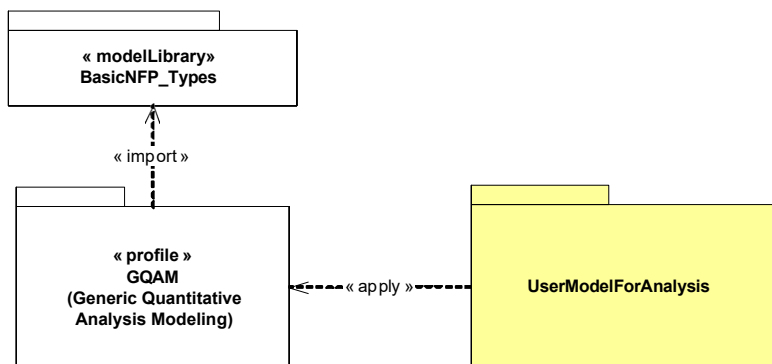 « modelLibrary»
BasicNFP_Types
« import »
« profile »
GQAM
(Generic Quantitative
Analysis Modeling)
« apply »
UserModelForAnalysis